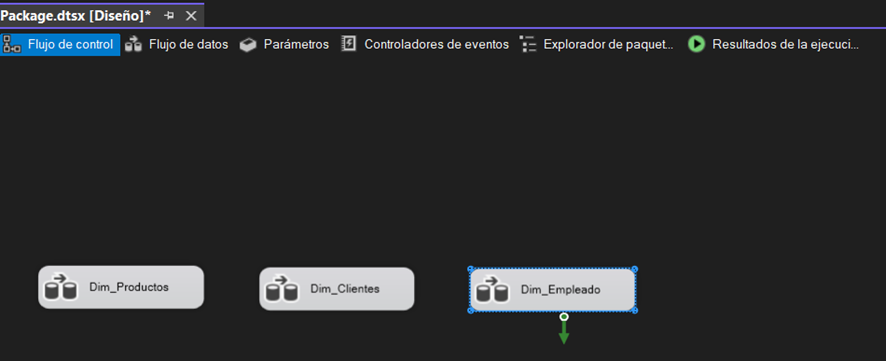 Package.dtsx [Diseño]*
Flujo de control Flujo de datos Parámetros Controladores de eventos Explorador de paquet... Resultados de la ejecuci...
Dim_Productos Dim_Clientes Dim_Empleado